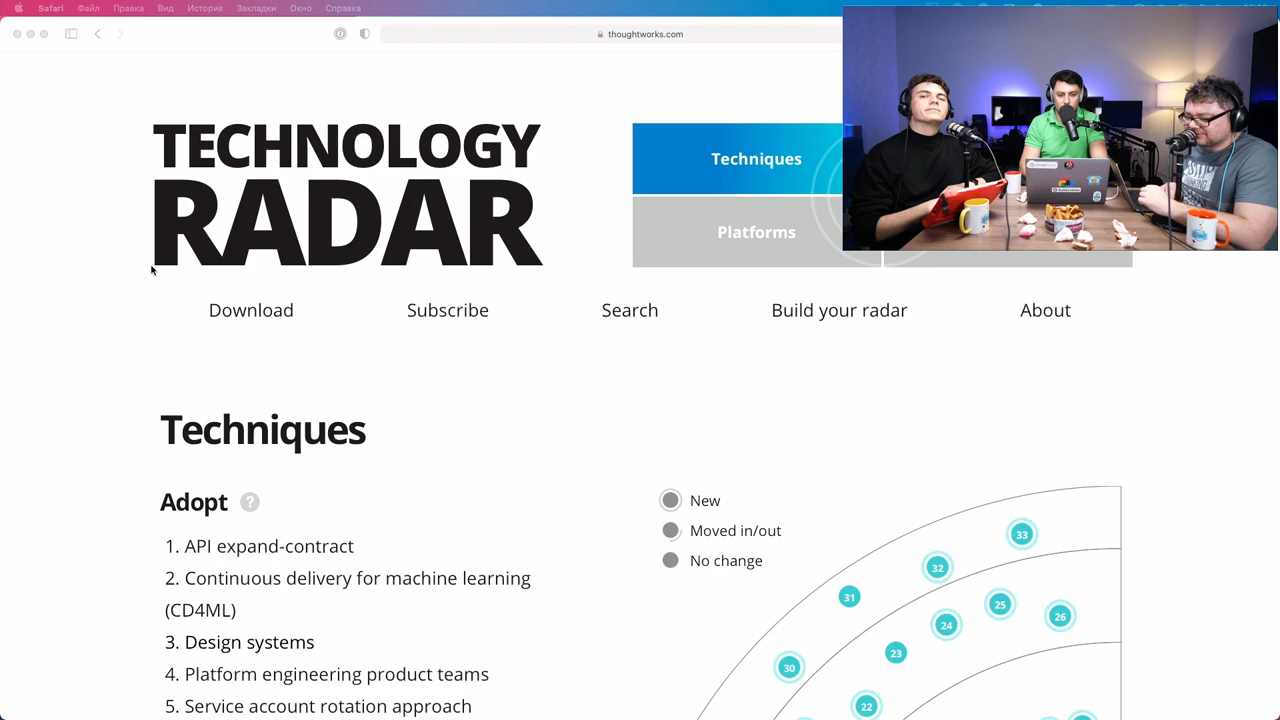 Safari Файл Правка Вид История Закладки Окно Справка
thoughtworks.com
TECHNOLOGY
RADAR
Techniques
Platforms
Download Subscribe Search Build your radar About
Techniques
Adopt ?
1. API expand-contract
2. Continuous delivery for machine learning
(CD4ML)
3. Design systems
4. Platform engineering product teams
5. Service account rotation approach
New
Moved in/out
No change
33
32
31
25
26
24
23
30
22